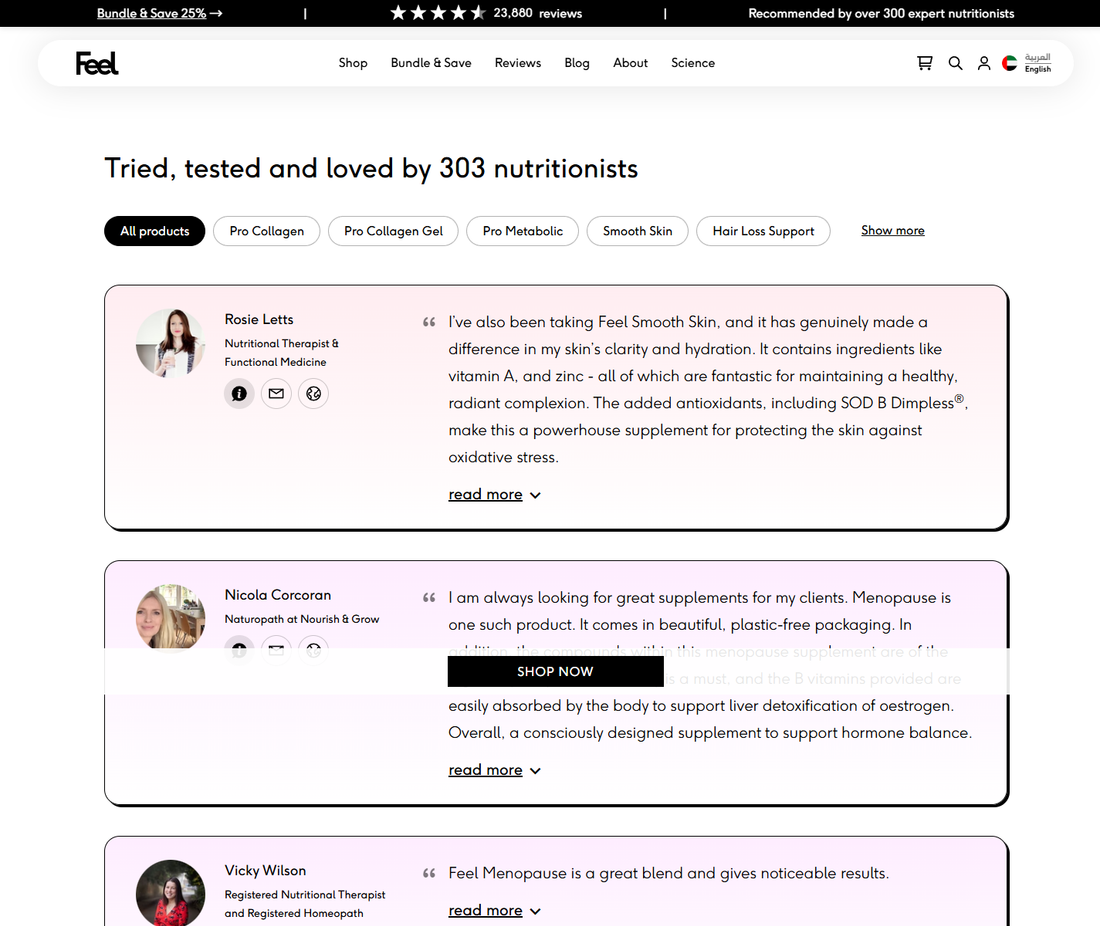 Bundle & Save 25% →
|
23,880 reviews
|
Recommended by over 300 expert nutritionists
Feel
Shop
Bundle & Save
Reviews
Blog
About
Science
العربية
English
Tried, tested and loved by 303 nutritionists
All products
Pro Collagen
Pro Collagen Gel
Pro Metabolic
Smooth Skin
Hair Loss Support
Show more
Rosie Letts
Nutritional Therapist &
Functional Medicine
“ I’ve also been taking Feel Smooth Skin, and it has genuinely made a
difference in my skin’s clarity and hydration. It contains ingredients like
vitamin A, and zinc - all of which are fantastic for maintaining a healthy,
radiant complexion. The added antioxidants, including SOD B Dimpless®,
make this a powerhouse supplement for protecting the skin against
oxidative stress.
read more
Nicola Corcoran
Naturopath at Nourish & Grow
“ I am always looking for great supplements for my clients. Menopause is
one such product. It comes in beautiful, plastic-free packaging. In
addition, the compounds within this menopause supplement are of the
SHOP NOW
is a must, and the B vitamins provided are
easily absorbed by the body to support liver detoxification of oestrogen.
Overall, a consciously designed supplement to support hormone balance.
read more
Vicky Wilson
Registered Nutritional Therapist
and Registered Homeopath
“ Feel Menopause is a great blend and gives noticeable results.
read more